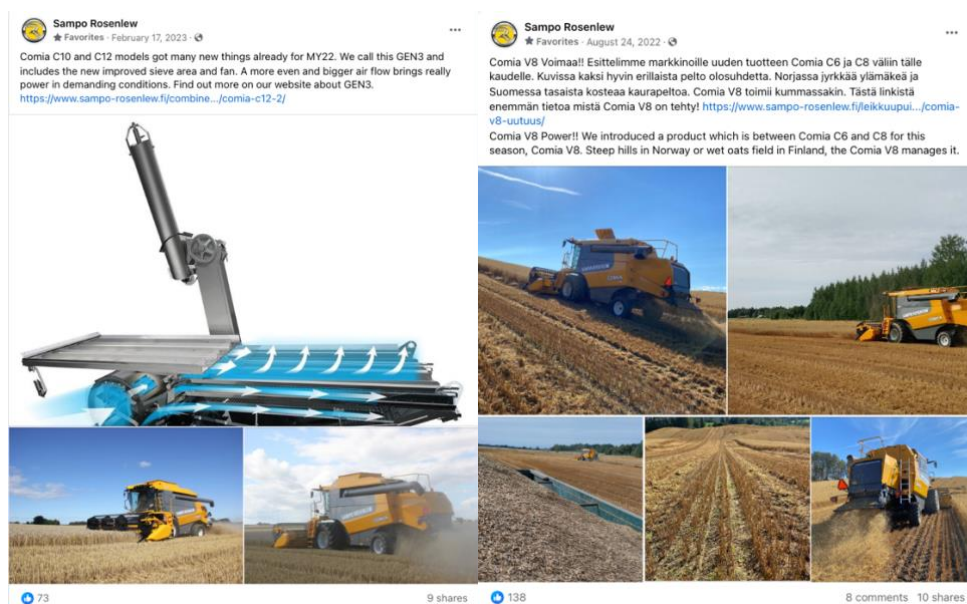 Sampo Rosenlew
Favorites · February 17, 2023 ·
Comia C10 and C12 models got many new things already for MY22. We call this GEN3 and
includes the new improved sieve area and fan. A more even and bigger air flow brings really
power in demanding conditions. Find out more on our website about GEN3.
https://www.sampo-rosenlew.fi/combine.../comia-c12-2/
73
9 shares
Sampo Rosenlew
Favorites · August 24, 2022 ·
Comia V8 Voimaa!! Esittelimme markkinoille uuden tuotteen Comia C6 ja C8 väliin tälle
kaudelle. Kuvissa kaksi hyvin erillaista pelto olosuhdetta. Norjassa jyrkkää ylämäkeä ja
Suomessa tasaista kosteaa kaurapeltoa. Comia V8 toimii kummassakin. Tästä linkistä
enemmän tietoa mistä Comia V8 on tehty! https://www.sampo-rosenlew.fi/leikkuupui.../comia-
v8-uutuus/
Comia V8 Power!! We introduced a product which is between Comia C6 and C8 for this
season, Comia V8. Steep hills in Norway or wet oats field in Finland, the Comia V8 manages it.
138
8 comments 10 shares